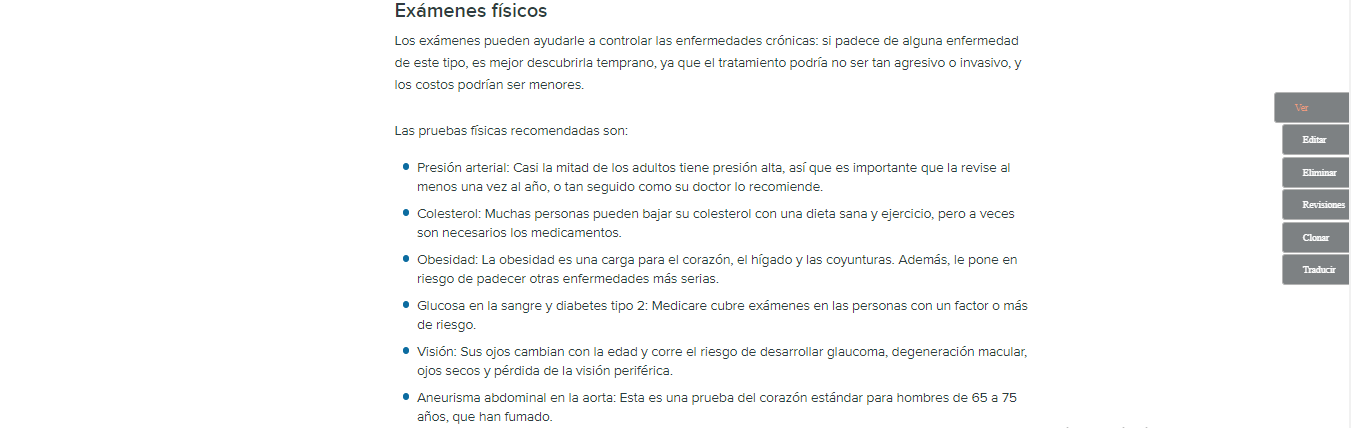 Exámenes físicos
Los exámenes pueden ayudarle a controlar las enfermedades crónicas: si padece de alguna enfermedad
de este tipo, es mejor descubrirla temprano, ya que el tratamiento podría no ser tan agresivo o invasivo, y
los costos podrían ser menores.
Las pruebas físicas recomendadas son:
Presión arterial: Casi la mitad de los adultos tiene presión alta, así que es importante que la revise al
menos una vez al año, o tan seguido como su doctor lo recomiende.
Colesterol: Muchas personas pueden bajar su colesterol con una dieta sana y ejercicio, pero a veces
son necesarios los medicamentos.
Obesidad: La obesidad es una carga para el corazón, el hígado y las coyunturas. Además, le pone en
riesgo de padecer otras enfermedades más serias.
Glucosa en la sangre y diabetes tipo 2: Medicare cubre exámenes en las personas con un factor o más
de riesgo.
Visión: Sus ojos cambian con la edad y corre el riesgo de desarrollar glaucoma, degeneración macular,
ojos secos y pérdida de la visión periférica.
Aneurisma abdominal en la aorta: Esta es una prueba del corazón estándar para hombres de 65 a 75
años, que han fumado.
Ver
Editar
Eliminar
Revisiones
Clonar
Traducir